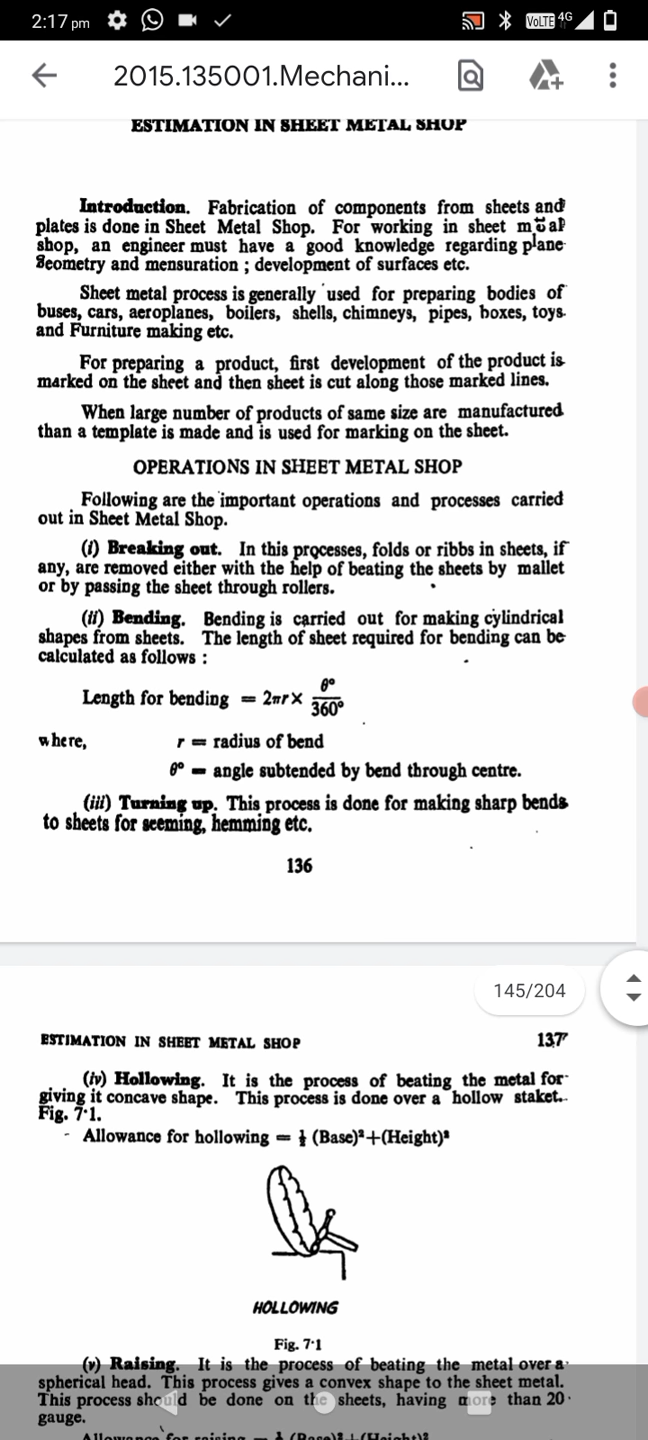 2:17 pm
VoLTE 4G
2015.135001.Mechani...
ESTIMATION IN SHEET METAL SHOP
Introduction. Fabrication of components from sheets and
plates is done in Sheet Metal Shop. For working in sheet metal
shop, an engineer must have a good knowledge regarding plane
Geometry and mensuration ; development of surfaces etc.
Sheet metal process is generally used for preparing bodies of
buses, cars, aeroplanes, boilers, shells, chimneys, pipes, boxes, toys
and Furniture making etc.
For preparing a product, first development of the product is
marked on the sheet and then sheet is cut along those marked lines.
When large number of products of same size are manufactured
than a template is made and is used for marking on the sheet.
OPERATIONS IN SHEET METAL SHOP
Following are the important operations and processes carried
out in Sheet Metal Shop.
(i) Breaking out. In this processes, folds or ribbs in sheets, if
any, are removed either with the help of beating the sheets by mallet
or by passing the sheet through rollers.
(ii) Bending. Bending is carried out for making cylindrical
shapes from sheets. The length of sheet required for bending can be
calculated as follows :
Length for bending = 2πr× θ°/360°
where, r = radius of bend
θ° = angle subtended by bend through centre.
(iii) Turning up. This process is done for making sharp bends
to sheets for seeming, hemming etc.
136
145/204
ESTIMATION IN SHEET METAL SHOP 137
(iv) Hollowing. It is the process of beating the metal for
giving it concave shape. This process is done over a hollow staket.
Fig. 7·1.
Allowance for hollowing = ½ (Base)²+(Height)²
HOLLOWING
Fig. 7·1
(v) Raising. It is the process of beating the metal over a
spherical head. This process gives a convex shape to the sheet metal.
This process should be done on the sheets, having more than 20
gauge.
Allowance for raising = ½ (Base)²+(Height)²